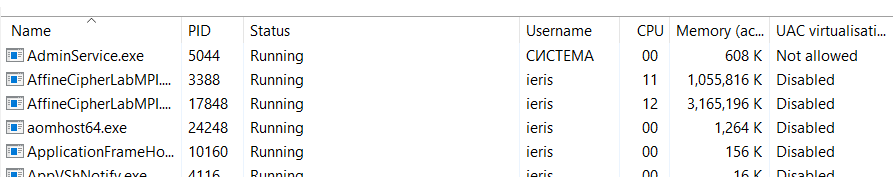 Name PID Status Username CPU Memory (ac... UAC virtualisati...
AdminService.exe 5044 Running СИСТЕМА 00 608 K Not allowed
AffineCipherLabMPI.... 3388 Running ieris 11 1,055,816 K Disabled
AffineCipherLabMPI.... 17848 Running ieris 12 3,165,196 K Disabled
aomhost64.exe 24248 Running ieris 00 1,264 K Disabled
ApplicationFrameHo... 10160 Running ieris 00 156 K Disabled
AppVShNotify.exe 4116 Running ieris 00 16 K Disabled